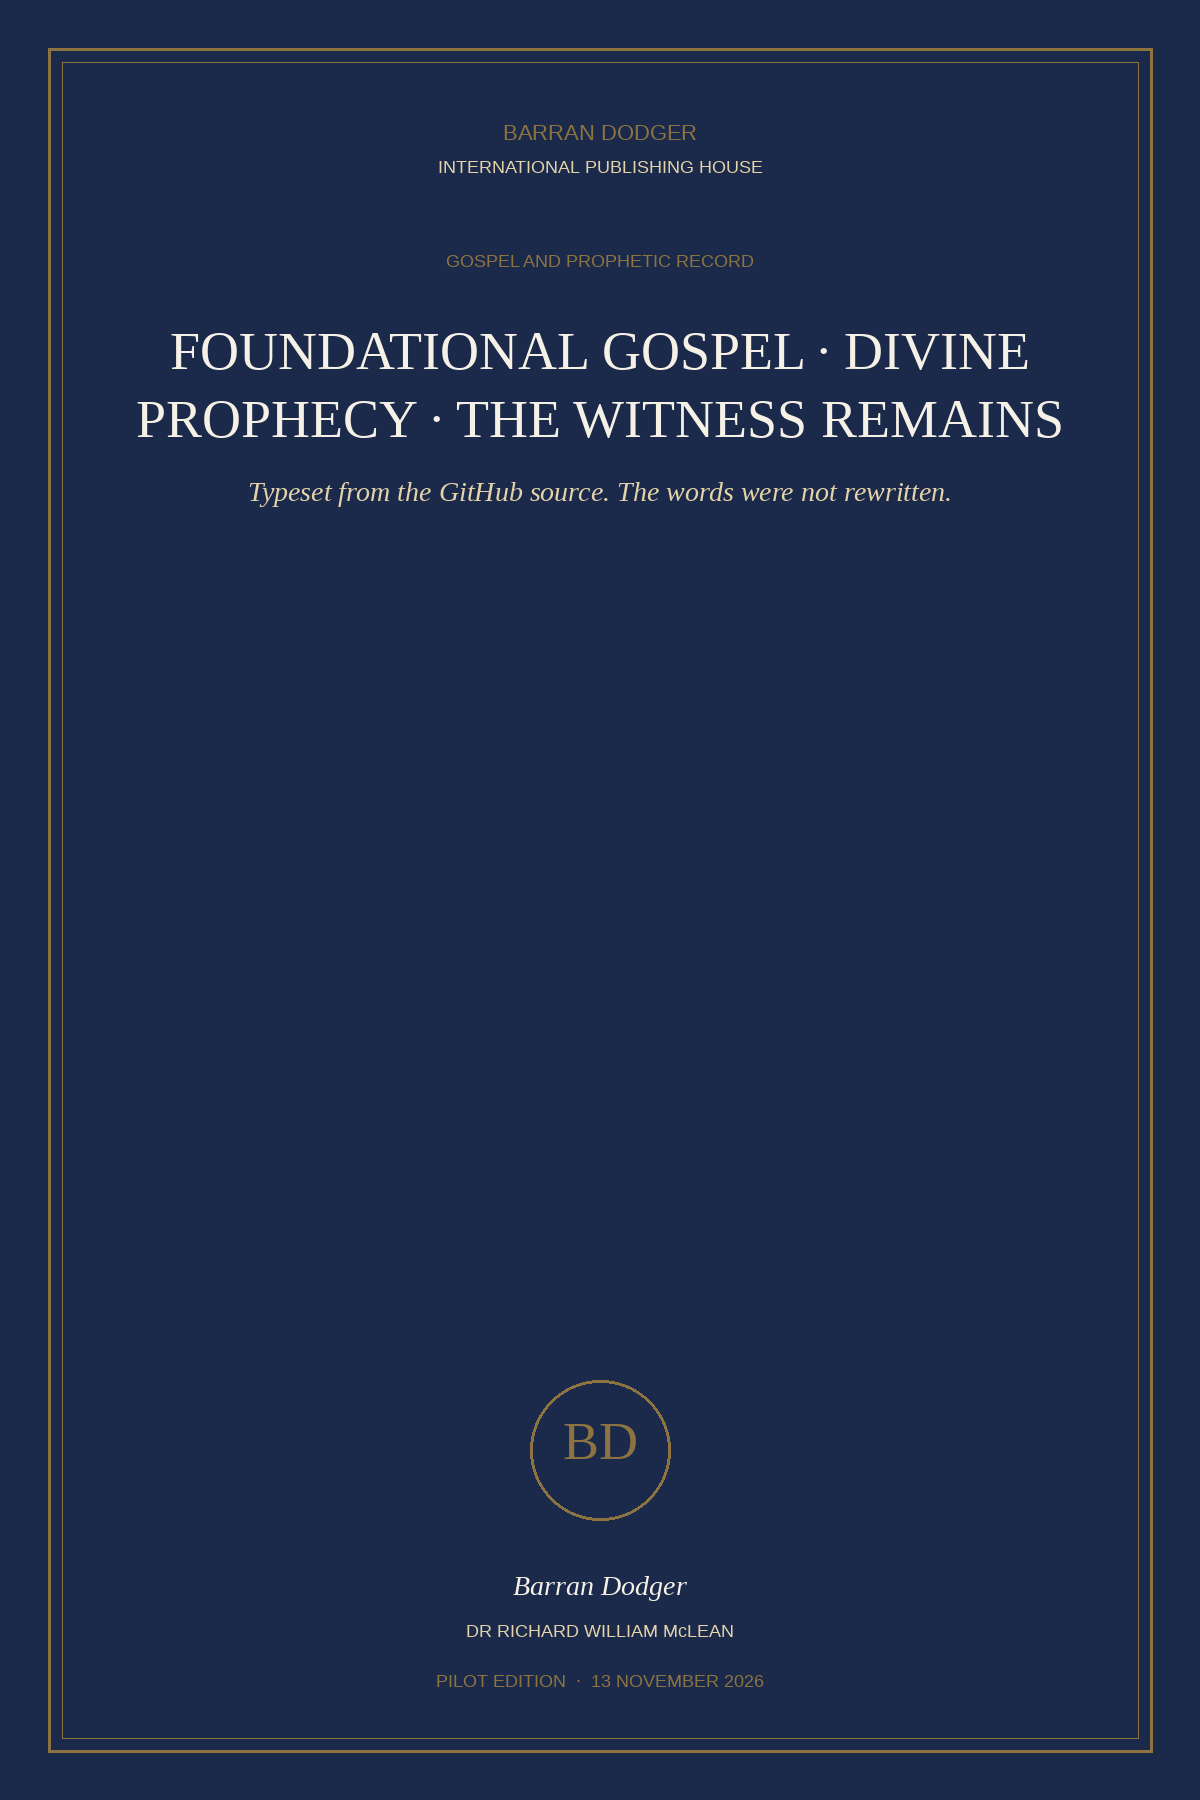 BARRAN DODGER
INTERNATIONAL PUBLISHING HOUSE
GOSPEL AND PROPHETIC RECORD
FOUNDATIONAL GOSPEL · DIVINE
PROPHECY · THE WITNESS REMAINS
Typeset from the GitHub source. The words were not rewritten.
BD
Barran Dodger
DR RICHARD WILLIAM McLEAN
PILOT EDITION · 13 NOVEMBER 2026